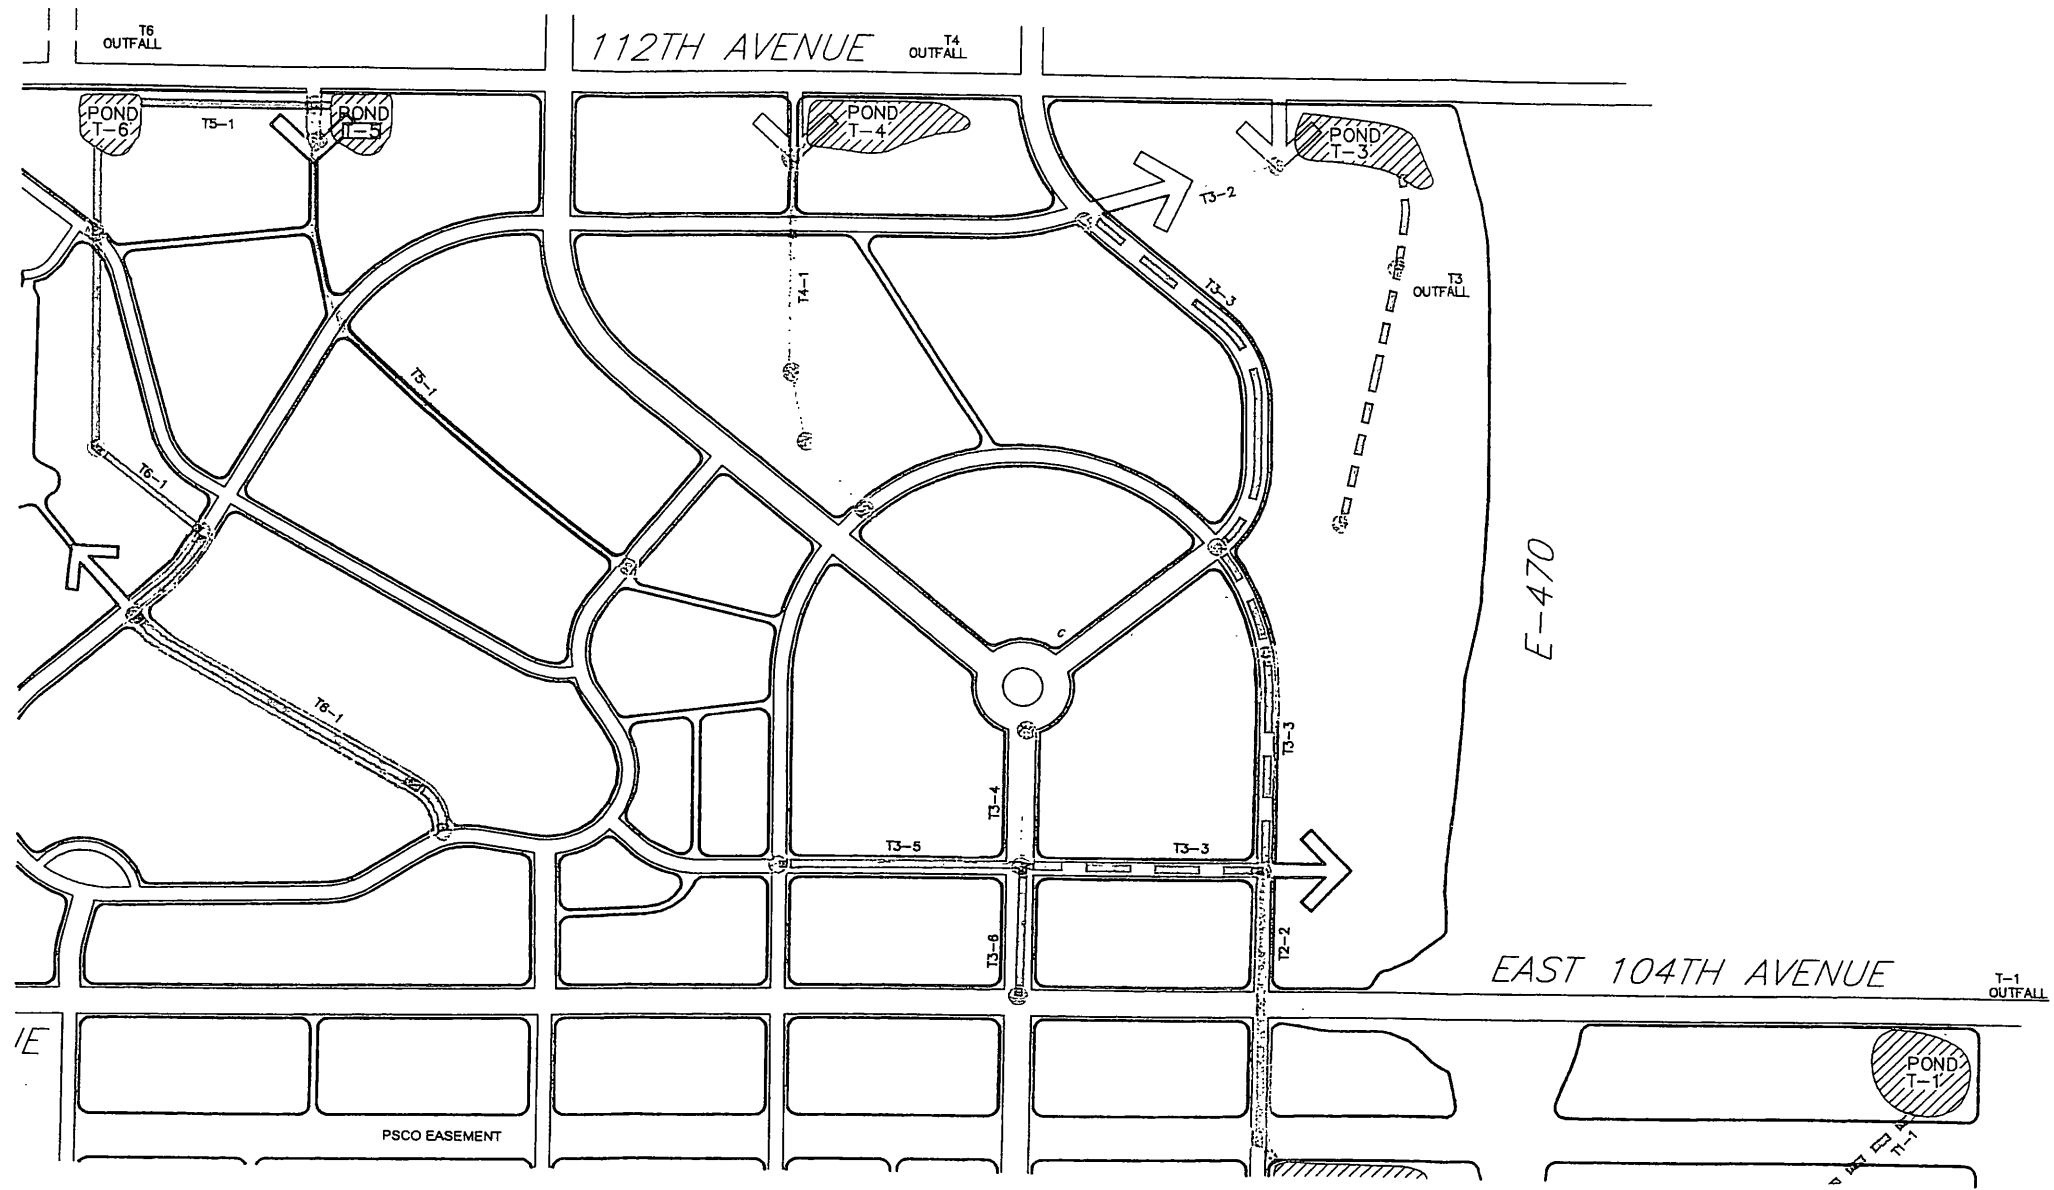 T6
OUTFALL
112TH AVENUE
T4
OUTFALL
POND
T-6
T5-1
POND
T-5
POND
T-4
POND
T-3
T3-2
T4-1
T3-3
T3
OUTFALL
T5-1
T6-1
E-470
C
T6-1
T3-3
T3-4
T3-5
T3-3
T3-6
T2-2
EAST 104TH AVENUE
T-1
OUTFALL
POND
T-1
T1-1
PSCO EASEMENT